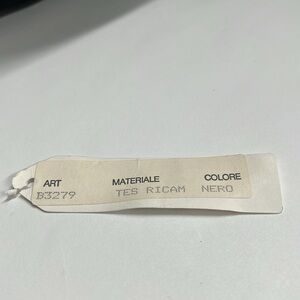 ART MATERIALE COLORE
B3279 TES RICAM NERO